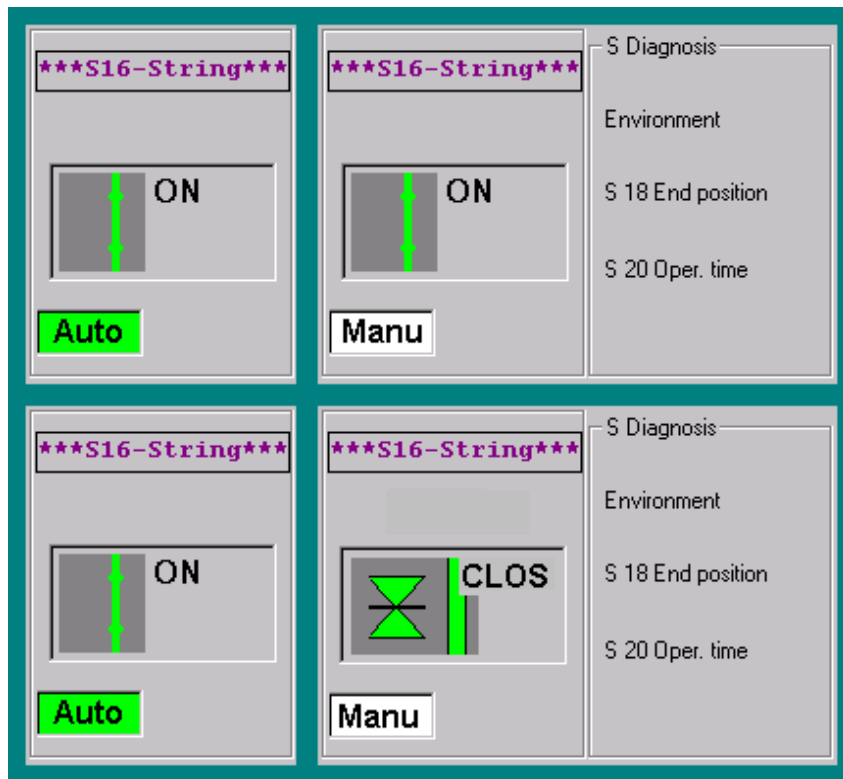 ***S16-String***
ON
Auto
***S16-String***
ON
Manu
S Diagnosis
Environment
S 18 End position
S 20 Oper. time
***S16-String***
ON
Auto
***S16-String***
CLOS
Manu
S Diagnosis
Environment
S 18 End position
S 20 Oper. time